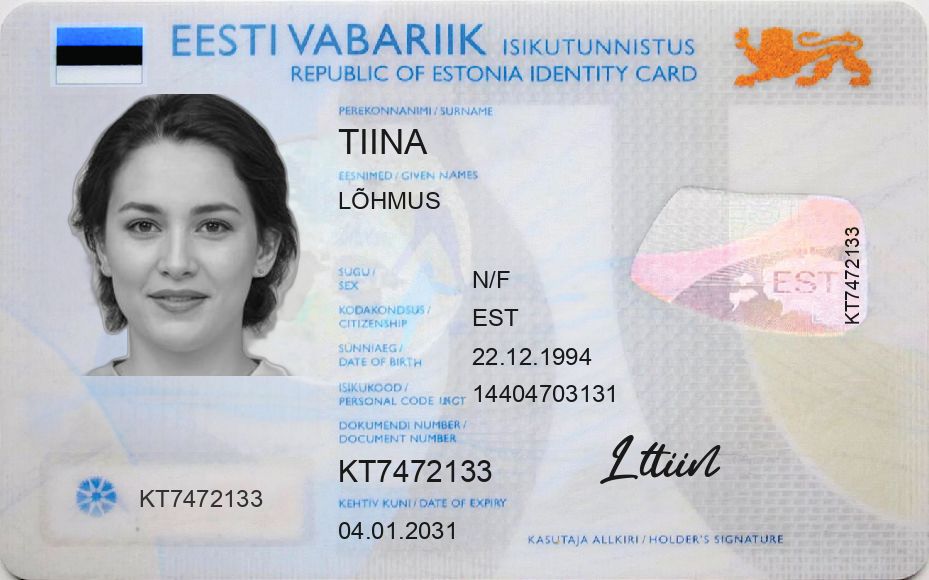 EESTI VABARIIK ISIKUTUNNISTUS
REPUBLIC OF ESTONIA IDENTITY CARD
PEREKONNANIMI / SURNAME
TIINA
EESNIMED / GIVEN NAMES
LÕHMUS
SUGU /
SEX
N/F
KODAKONDSUS /
CITIZENSHIP
EST
SÜNNIAEG /
DATE OF BIRTH
22.12.1994
ISIKUKOOD /
PERSONAL CODE
14404703131
DOKUMENDI NUMBER /
DOCUMENT NUMBER
KT7472133
KEHTIV KUNI / DATE OF EXPIRY
04.01.2031
KT7472133
EST
KT7472133
KASUTAJA ALLKIRI / HOLDER'S SIGNATURE